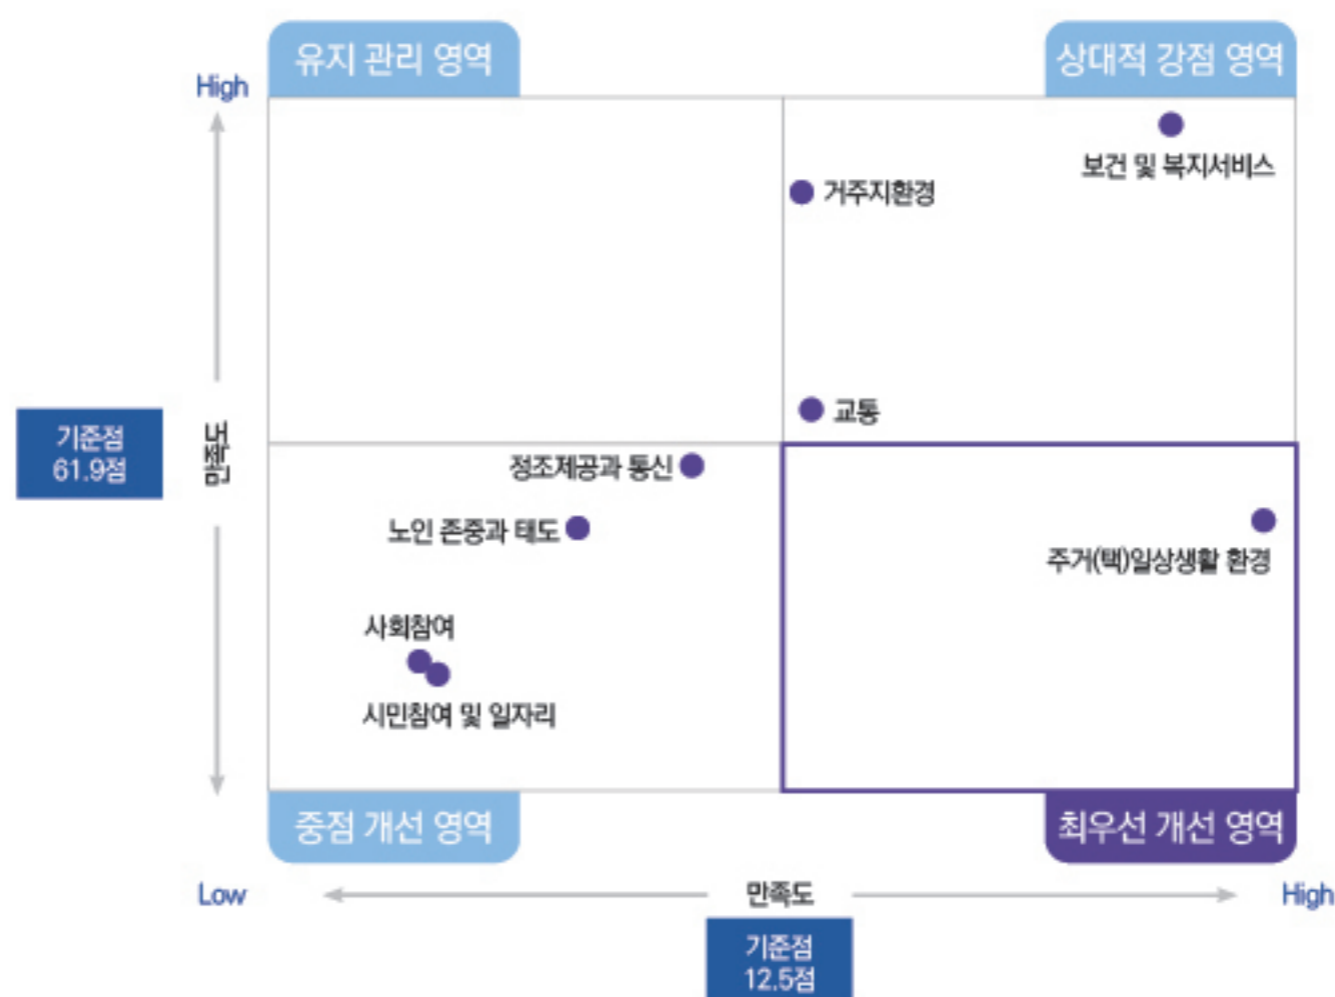 유지 관리 영역
상대적 강점 영역
High
보건 및 복지서비스
거주지환경
교통
기준점
61.9점
만족도
정조제공과 통신
노인 존중과 태도
주거(택)일상생활 환경
사회참여
시민참여 및 일자리
중점 개선 영역
최우선 개선 영역
Low
만족도
High
기준점
12.5점